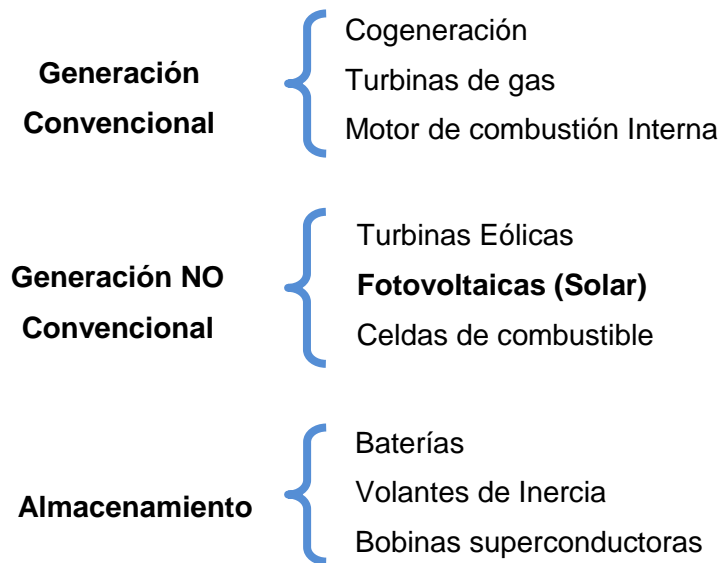 Generación
Convencional
Cogeneración
Turbinas de gas
Motor de combustión Interna
Generación NO
Convencional
Turbinas Eólicas
Fotovoltaicas (Solar)
Celdas de combustible
Almacenamiento
Baterías
Volantes de Inercia
Bobinas superconductoras